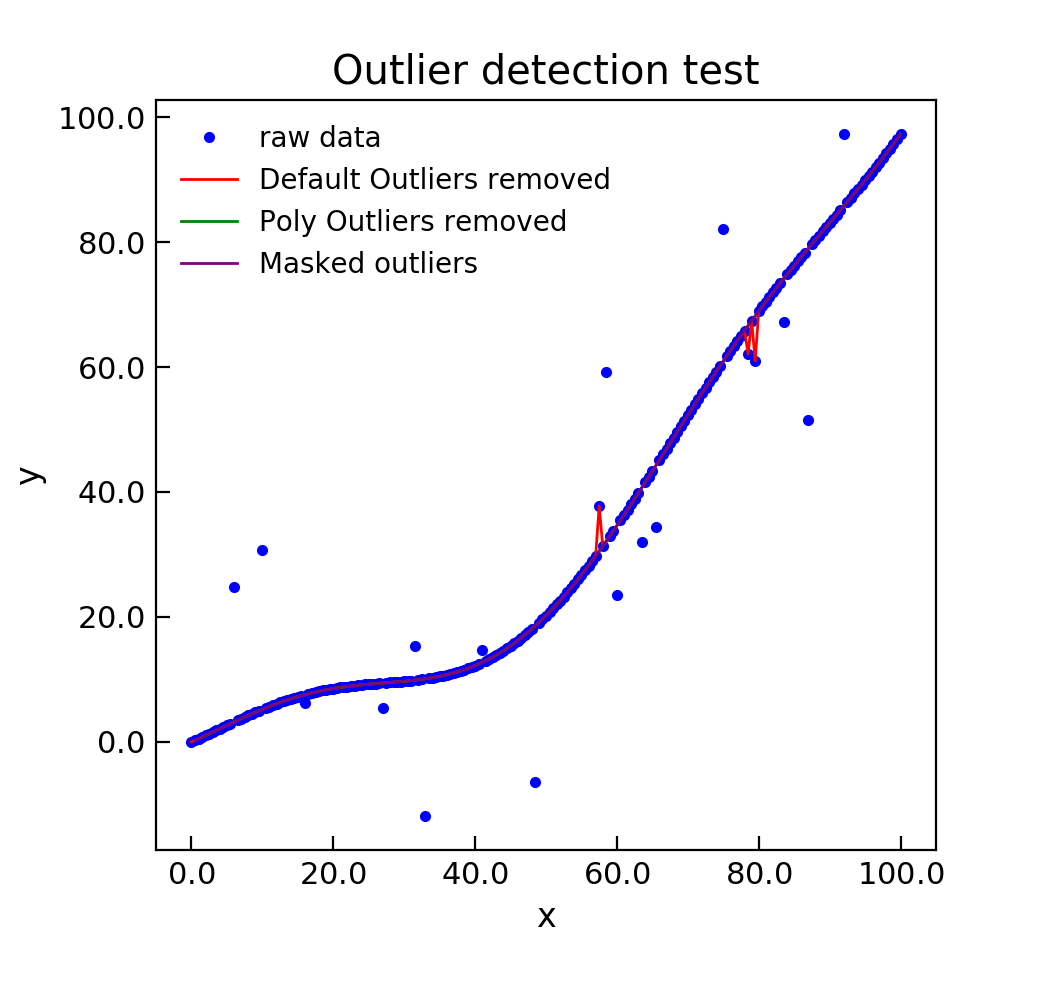 Outlier detection test
raw data
Default Outliers removed
Poly Outliers removed
Masked outliers
100.0
80.0
60.0
40.0
20.0
0.0
y
0.0 20.0 40.0 60.0 80.0 100.0
x